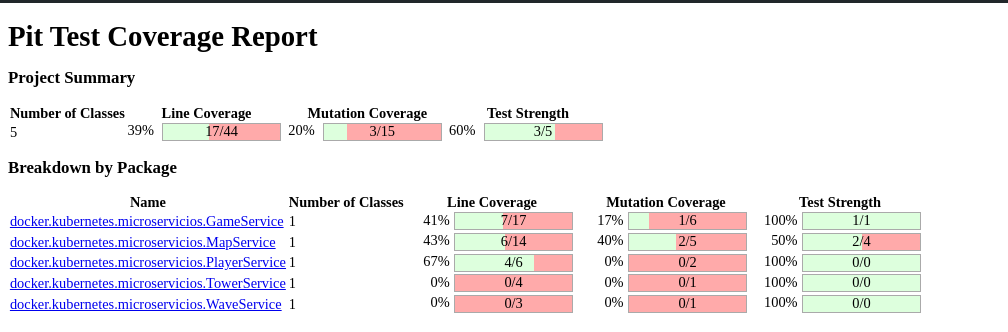 Pit Test Coverage Report
Project Summary
Number of Classes Line Coverage Mutation Coverage Test Strength
5 39% 17/44 20% 3/15 60% 3/5
Breakdown by Package
Name Number of Classes Line Coverage Mutation Coverage Test Strength
docker.kubernetes.microservicios.GameService 1 41% 7/17 17% 1/6 100% 1/1
docker.kubernetes.microservicios.MapService 1 43% 6/14 40% 2/5 50% 2/4
docker.kubernetes.microservicios.PlayerService 1 67% 4/6 0% 0/2 100% 0/0
docker.kubernetes.microservicios.TowerService 1 0% 0/4 0% 0/1 100% 0/0
docker.kubernetes.microservicios.WaveService 1 0% 0/3 0% 0/1 100% 0/0